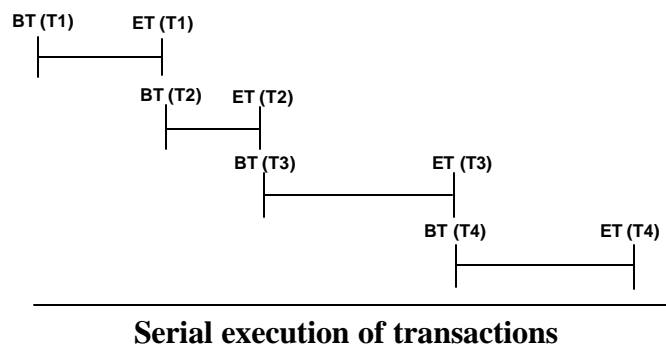 BT (T1) ET (T1)
BT (T2) ET (T2)
BT (T3) ET (T3)
BT (T4) ET (T4)
Serial execution of transactions